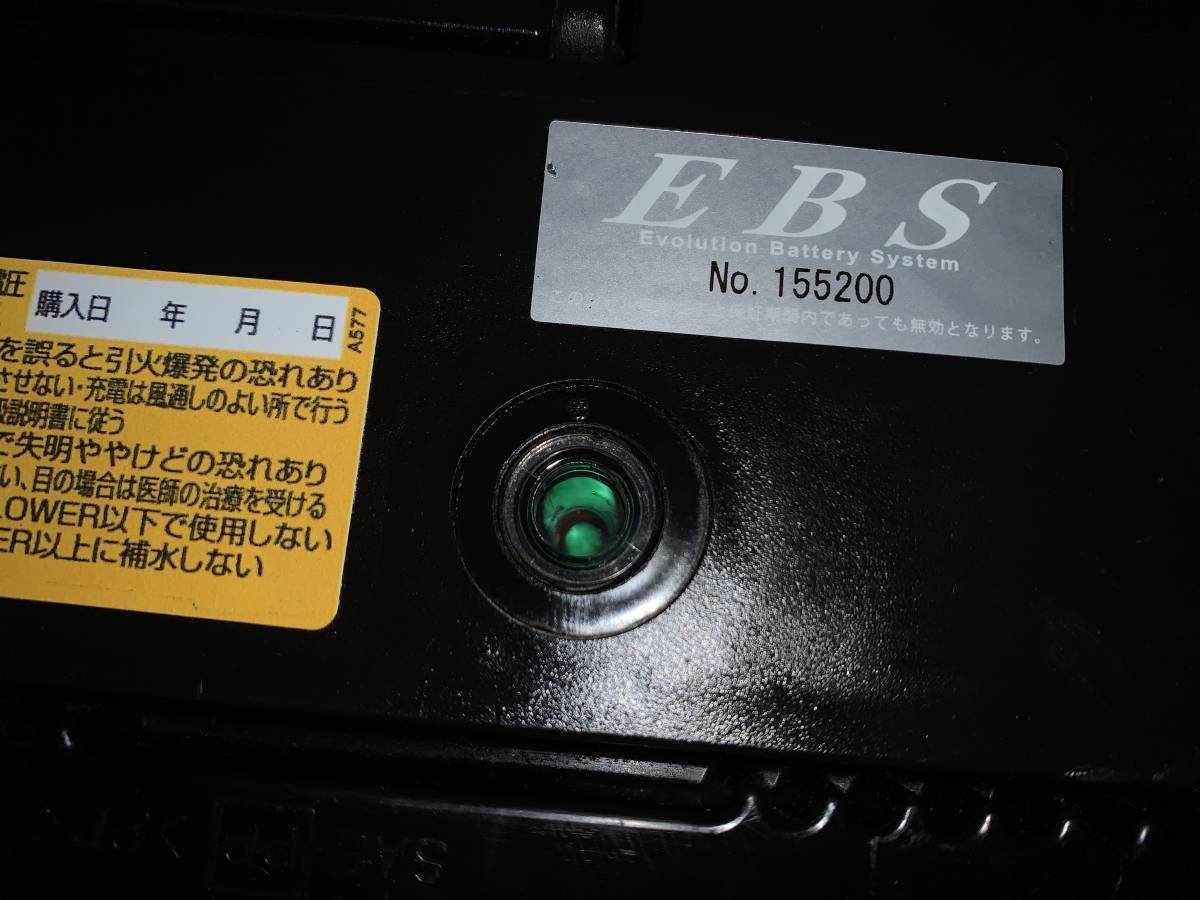 EBS
Evolution Battery System
No. 155200
証期間内であっても無効となります。
圧
購入日 年 月 日
A577
を誤ると引火爆発の恐れあり
させない・充電は風通しのよい所で行う
説明書に従う
で失明ややけどの恐れあり
い、目の場合は医師の治療を受ける
LOWER以下で使用しない
ER以上に補水しない